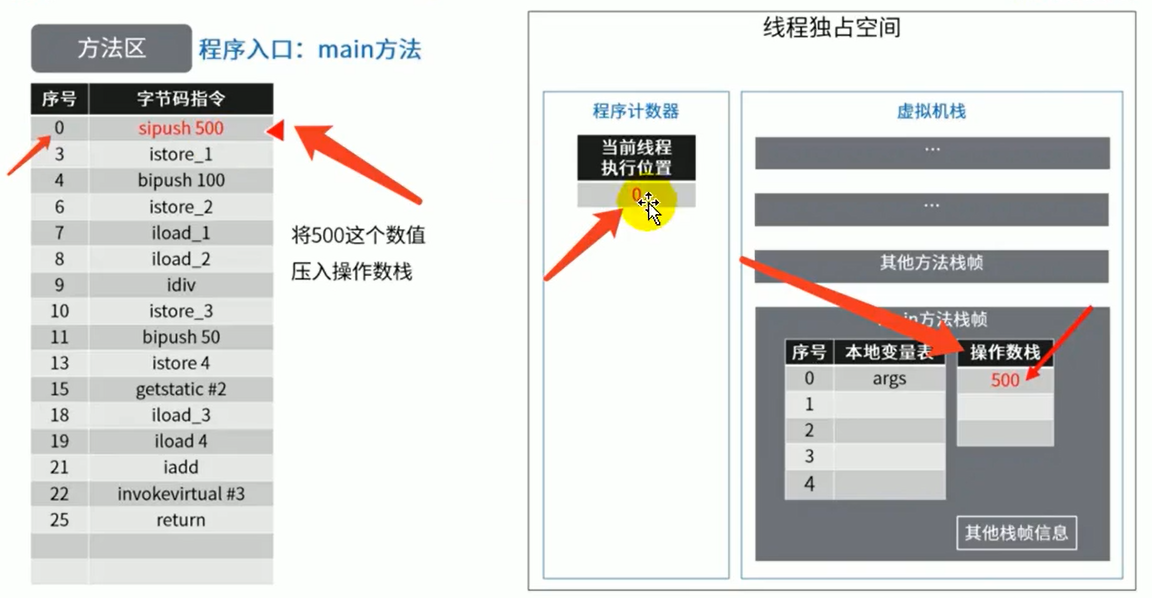 方法区 程序入口：main方法
序号 字节码指令
0 sipush 500
3 istore_1
4 bipush 100
6 istore_2
7 iload_1
8 iload_2
9 idiv
10 istore_3
11 bipush 50
13 istore 4
15 getstatic #2
18 iload_3
19 iload 4
21 iadd
22 invokevirtual #3
25 return
将500这个数值
压入操作数栈
线程独占空间
程序计数器
当前线程
执行位置
0
虚拟机栈
...
...
其他方法栈帧
main方法栈帧
序号 本地变量表
0 args
1
2
3
4
操作数栈
500
其他栈帧信息